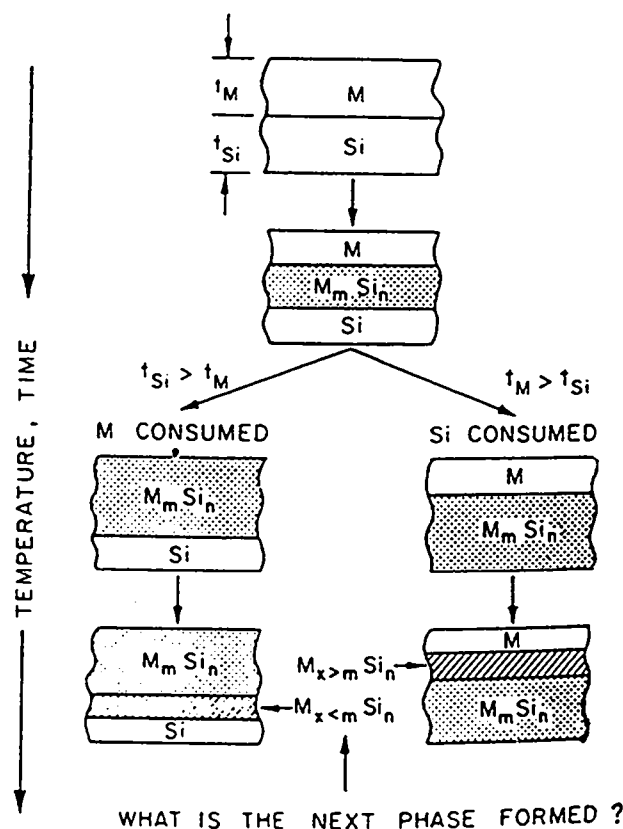 t_M
M
t_Si
Si
M
M_m Si_n
Si
TEMPERATURE, TIME
t_Si > t_M
t_M > t_Si
M CONSUMED
Si CONSUMED
M_m Si_n
Si
M
M_m Si_n
M_m Si_n
Si
M_x>m Si_n
M_x<m Si_n
M
M_m Si_n
WHAT IS THE NEXT PHASE FORMED ?